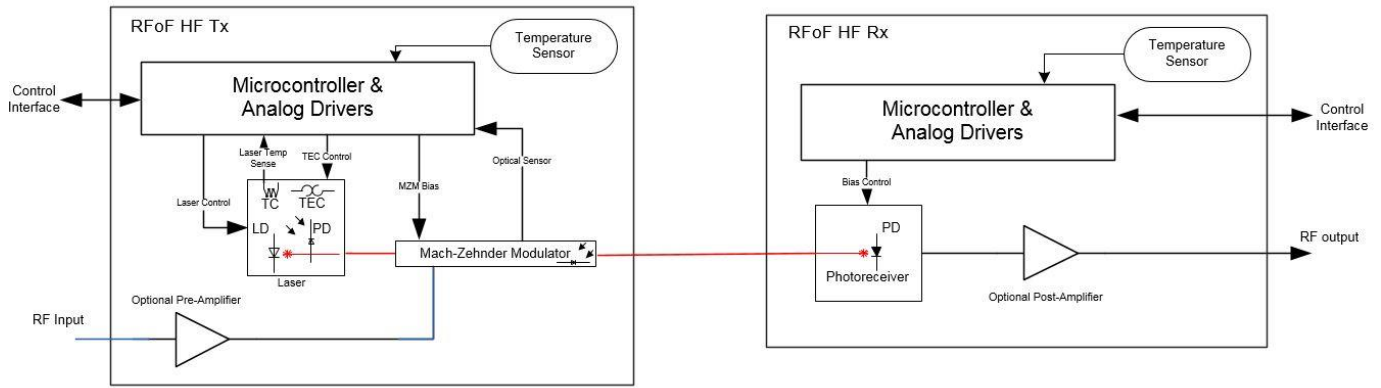 RFoF HF Tx
Temperature
Sensor
Microcontroller &
Analog Drivers
Control
Interface
Laser Temp
Sense
TEC Control
MZM Bias
Optical Sensor
Laser Control
TC
TEC
LD
PD
Laser
Mach-Zehnder Modulator
Optional Pre-Amplifier
RF Input
RFoF HF Rx
Temperature
Sensor
Microcontroller &
Analog Drivers
Control
Interface
Bias Control
PD
Photoreceiver
Optional Post-Amplifier
RF output